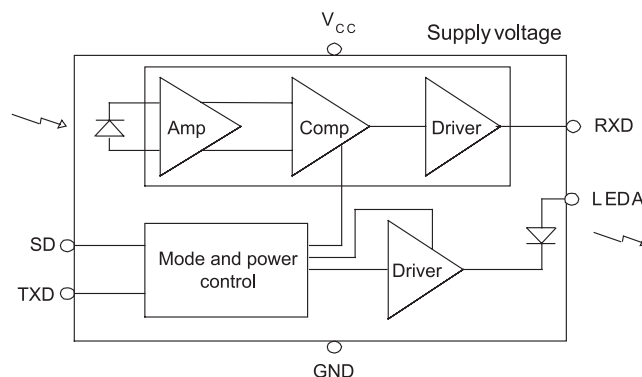 VCC
Supply voltage
Amp
Comp
Driver
RXD
LEDA
SD
Mode and power
control
Driver
TXD
GND